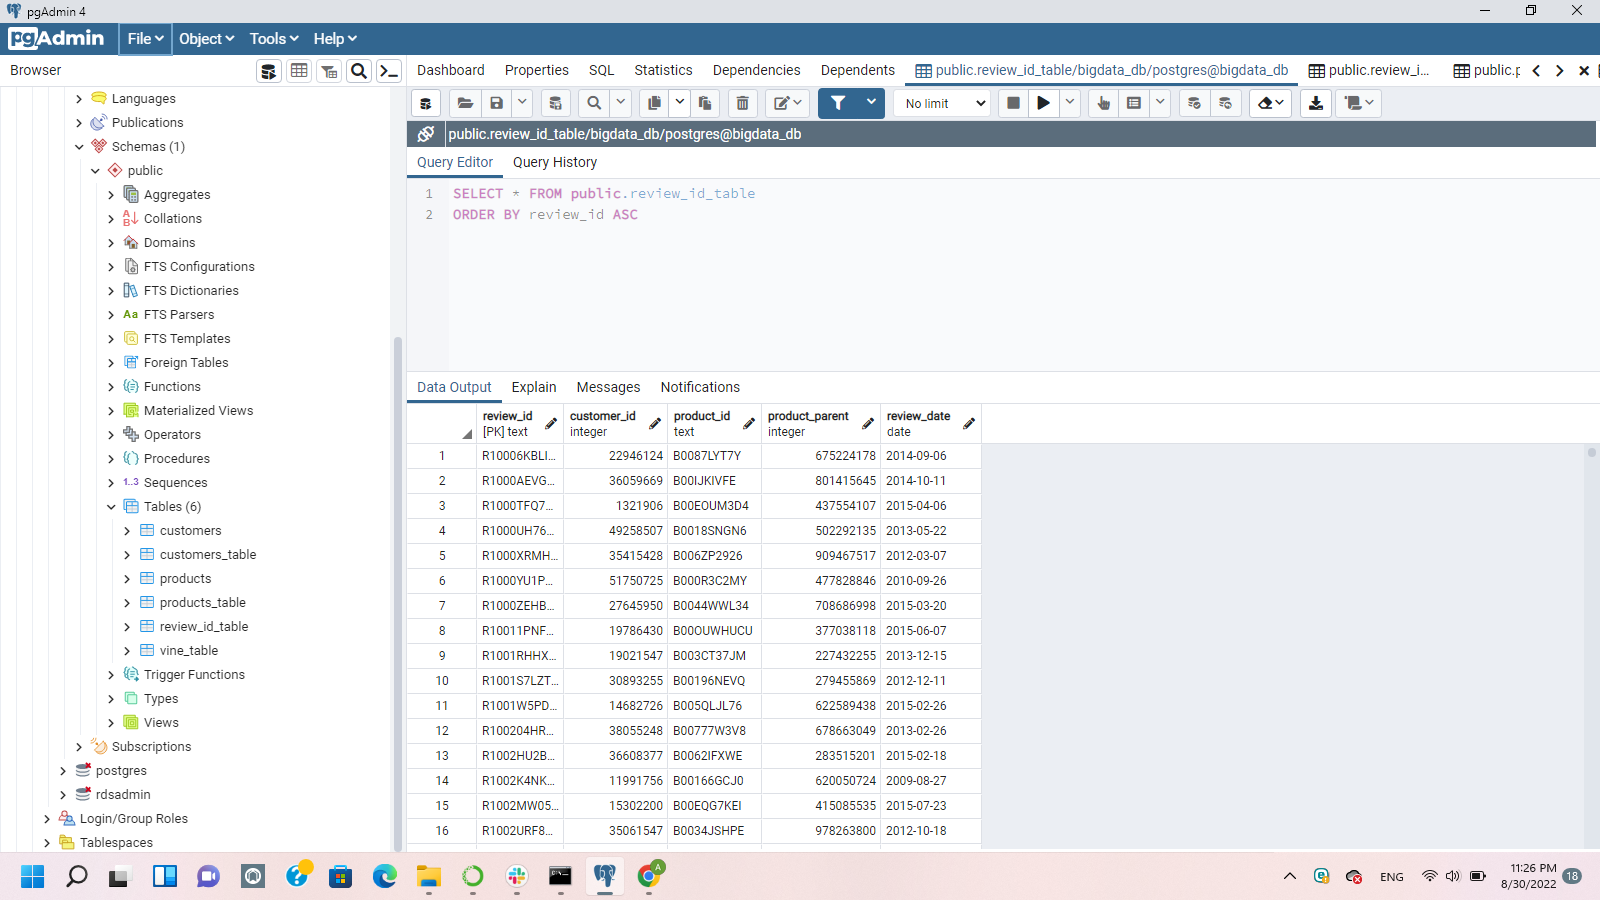 pgAdmin 4
pgAdmin File Object Tools Help
Browser
Dashboard Properties SQL Statistics Dependencies Dependents public.review_id_table/bigdata_db/postgres@bigdata_db public.review_i... public.p
No limit
public.review_id_table/bigdata_db/postgres@bigdata_db
Query Editor Query History
1 SELECT * FROM public.review_id_table
2 ORDER BY review_id ASC
Languages
Publications
Schemas (1)
public
Aggregates
Collations
Domains
FTS Configurations
FTS Dictionaries
Aa FTS Parsers
FTS Templates
Foreign Tables
Functions
Materialized Views
Operators
Procedures
1..3 Sequences
Tables (6)
customers
customers_table
products
products_table
review_id_table
vine_table
Trigger Functions
Types
Views
Subscriptions
postgres
rdsadmin
Login/Group Roles
Tablespaces
Data Output Explain Messages Notifications
review_id customer_id product_id product_parent review_date
[PK] text integer text integer date
1 R10006KBLI... 22946124 B0087LYT7Y 675224178 2014-09-06
2 R1000AEVG... 36059669 B00IJKIVFE 801415645 2014-10-11
3 R1000TFQ7... 1321906 B00EOUM3D4 437554107 2015-04-06
4 R1000UH76... 49258507 B0018SNGN6 502292135 2013-05-22
5 R1000XRMH... 35415428 B006ZP2926 909467517 2012-03-07
6 R1000YU1P... 51750725 B000R3C2MY 477828846 2010-09-26
7 R1000ZEHB... 27645950 B0044WWL34 708686998 2015-03-20
8 R10011PNF... 19786430 B00OUWHUCU 377038118 2015-06-07
9 R1001RHHX... 19021547 B003CT37JM 227432255 2013-12-15
10 R1001S7LZT... 30893255 B00196NEVQ 279455869 2012-12-11
11 R1001W5PD... 14682726 B005QLJL76 622589438 2015-02-26
12 R100204HR... 38055248 B00777W3V8 678663049 2013-02-26
13 R1002HU2B... 36608377 B0062IFXWE 283515201 2015-02-18
14 R1002K4NK... 11991756 B00166GCJ0 620050724 2009-08-27
15 R1002MW05... 15302200 B00EQG7KEI 415085535 2015-07-23
16 R1002URF8... 35061547 B0034JSHPE 978263800 2012-10-18
A
ENG
11:26 PM
8/30/2022
18